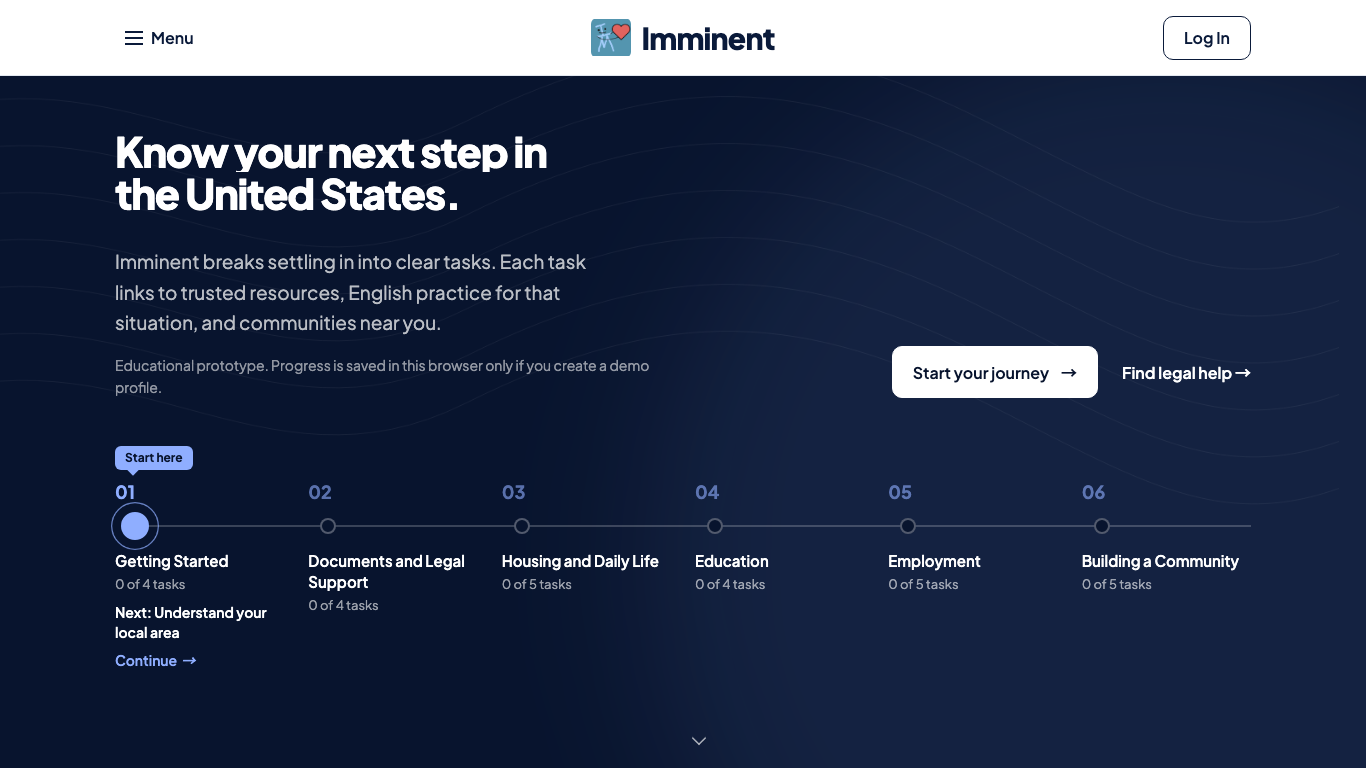 Menu
Imminent
Log In
Know your next step in
the United States.
Imminent breaks settling in into clear tasks. Each task
links to trusted resources, English practice for that
situation, and communities near you.
Educational prototype. Progress is saved in this browser only if you create a demo
profile.
Start your journey →
Find legal help →
Start here
01
Getting Started
0 of 4 tasks
Next: Understand your
local area
Continue →
02
Documents and Legal
Support
0 of 4 tasks
03
Housing and Daily Life
0 of 5 tasks
04
Education
0 of 4 tasks
05
Employment
0 of 5 tasks
06
Building a Community
0 of 5 tasks